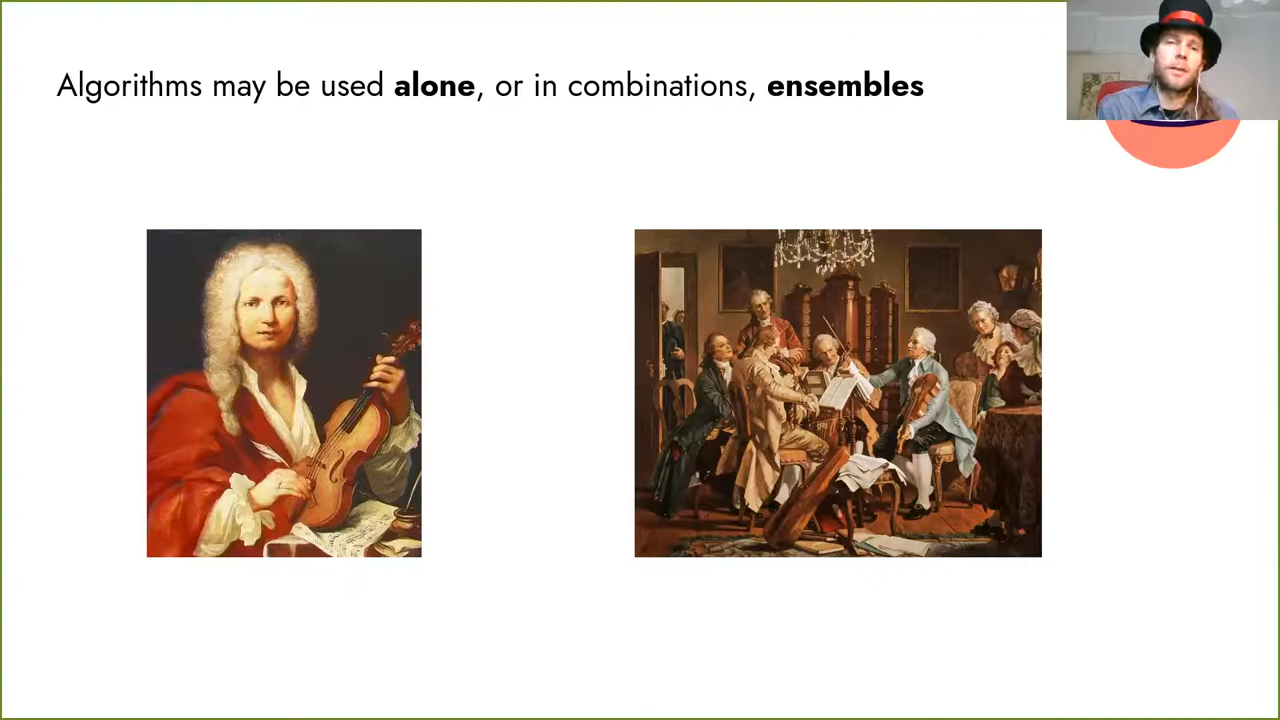 Algorithms may be used alone, or in combinations, ensembles